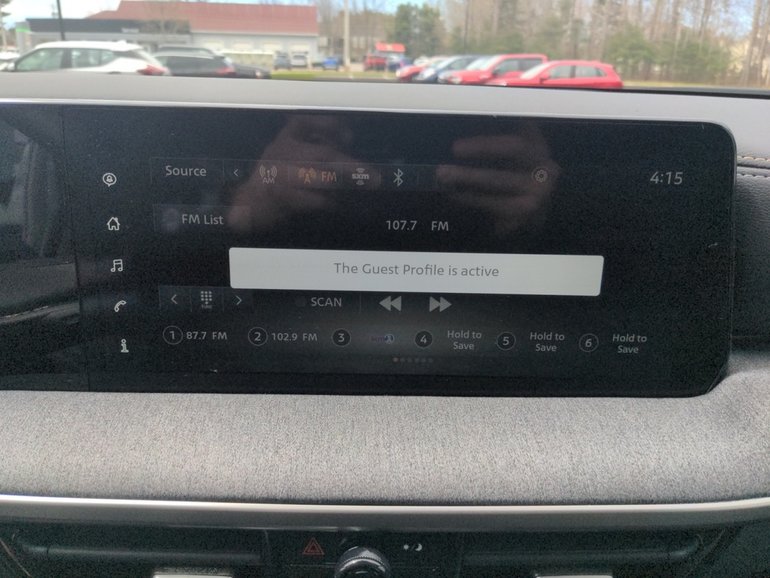 Source AM FM sxm 4:15
FM List 107.7 FM
The Guest Profile is active
TUNE SCAN
1 87.7 FM 2 102.9 FM 3 4 Hold to Save 5 Hold to Save 6 Hold to Save